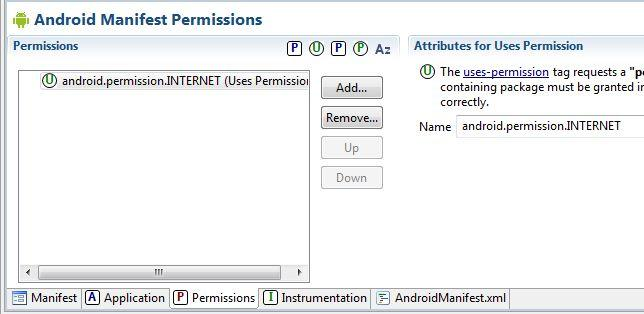 Android Manifest Permissions
Permissions
P U P P Az
U android.permission.INTERNET (Uses Permission
Add...
Remove...
Up
Down
Attributes for Uses Permission
U The uses-permission tag requests a "p
containing package must be granted in
correctly.
Name android.permission.INTERNET
Manifest A Application P Permissions I Instrumentation AndroidManifest.xml